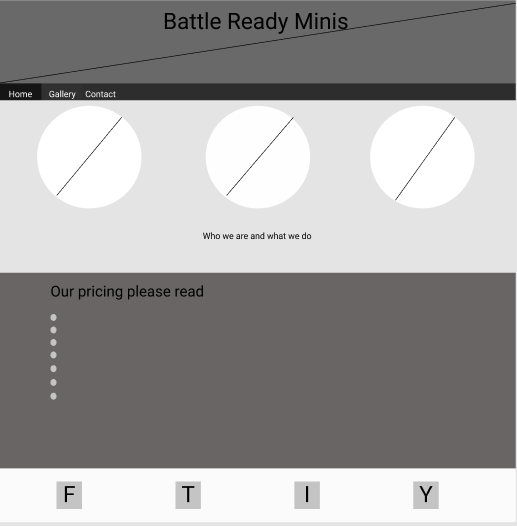 Battle Ready Minis
Home Gallery Contact
Who we are and what we do
Our pricing please read
F T I Y